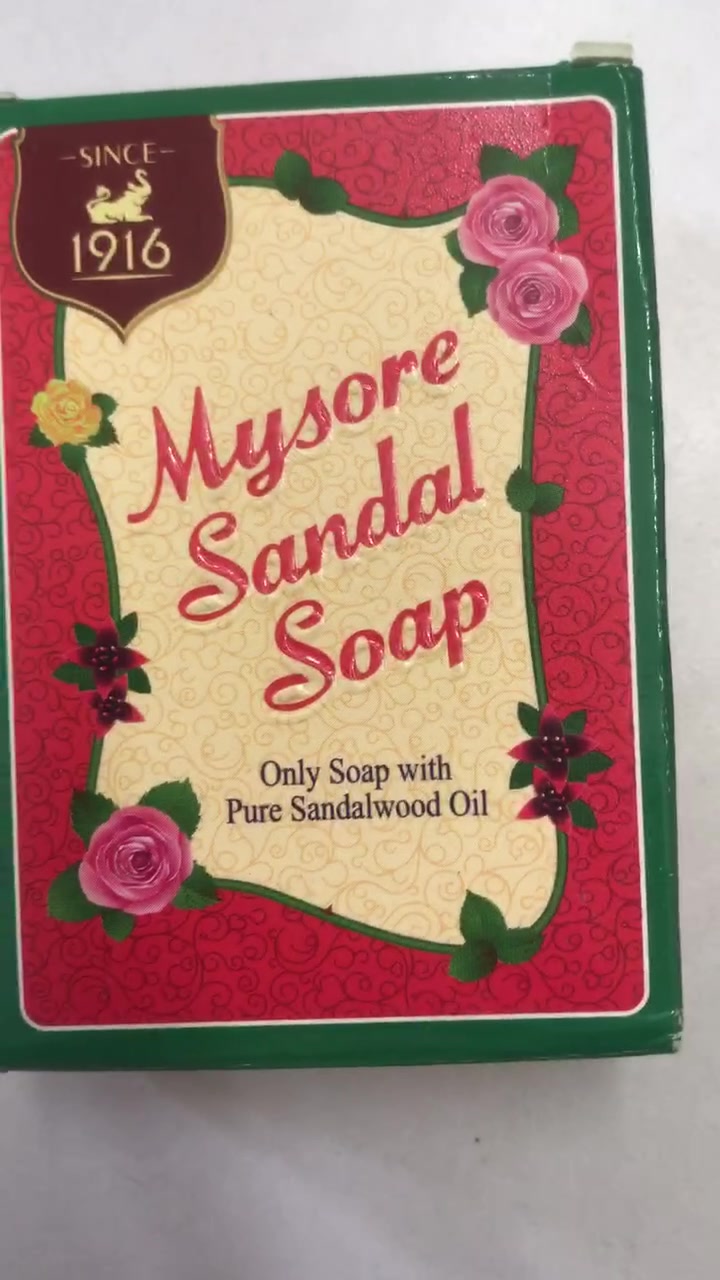 -SINCE-
1916
Mysore
Sandal
Soap
Only Soap with
Pure Sandalwood Oil